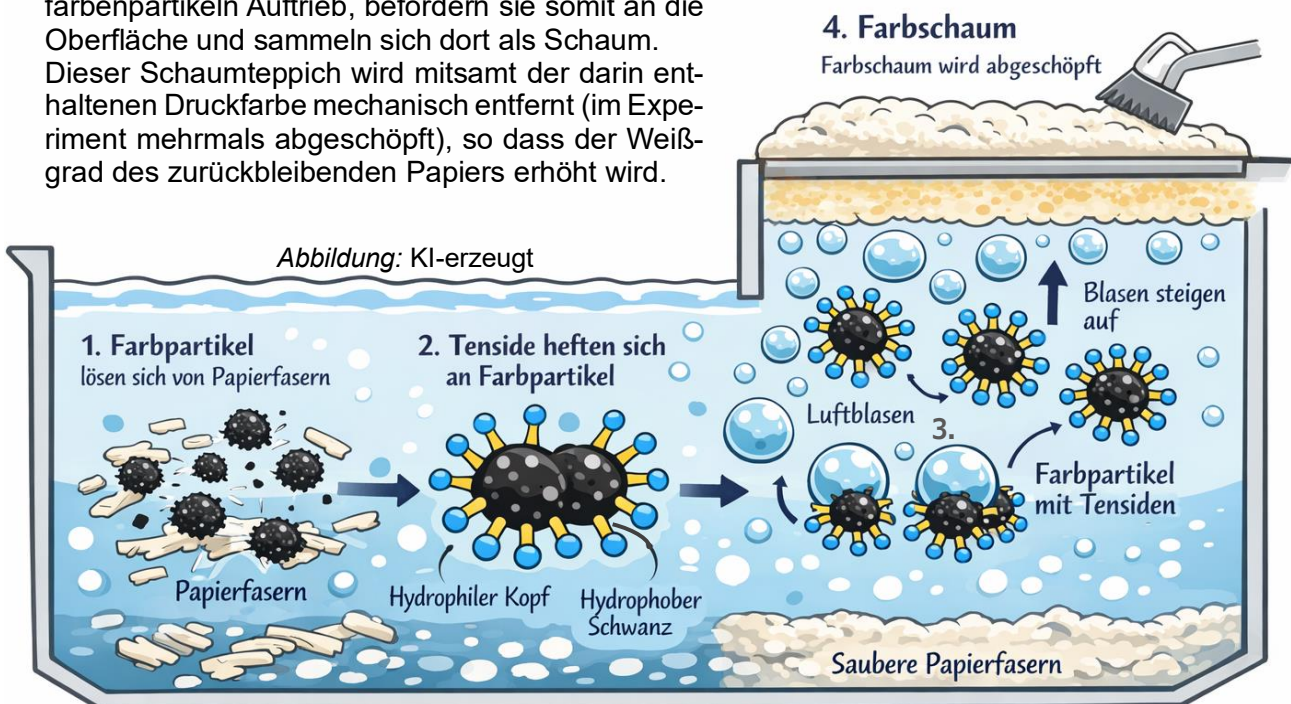 farbenpartikeln Auftrieb, befördern sie somit an die
Oberfläche und sammeln sich dort als Schaum.
Dieser Schaumteppich wird mitsamt der darin ent-
haltenen Druckfarbe mechanisch entfernt (im Expe-
riment mehrmals abgeschöpft), so dass der Weiß-
grad des zurückbleibenden Papiers erhöht wird.
Abbildung: KI-erzeugt
4. Farbschaum
Farbschaum wird abgeschöpft
1. Farbpartikel
lösen sich von Papierfasern
Papierfasern
2. Tenside heften sich
an Farbpartikel
Hydrophiler Kopf
Hydrophober
Schwanz
Blasen steigen
auf
Luftblasen
3.
Farbpartikel
mit Tensiden
Saubere Papierfasern